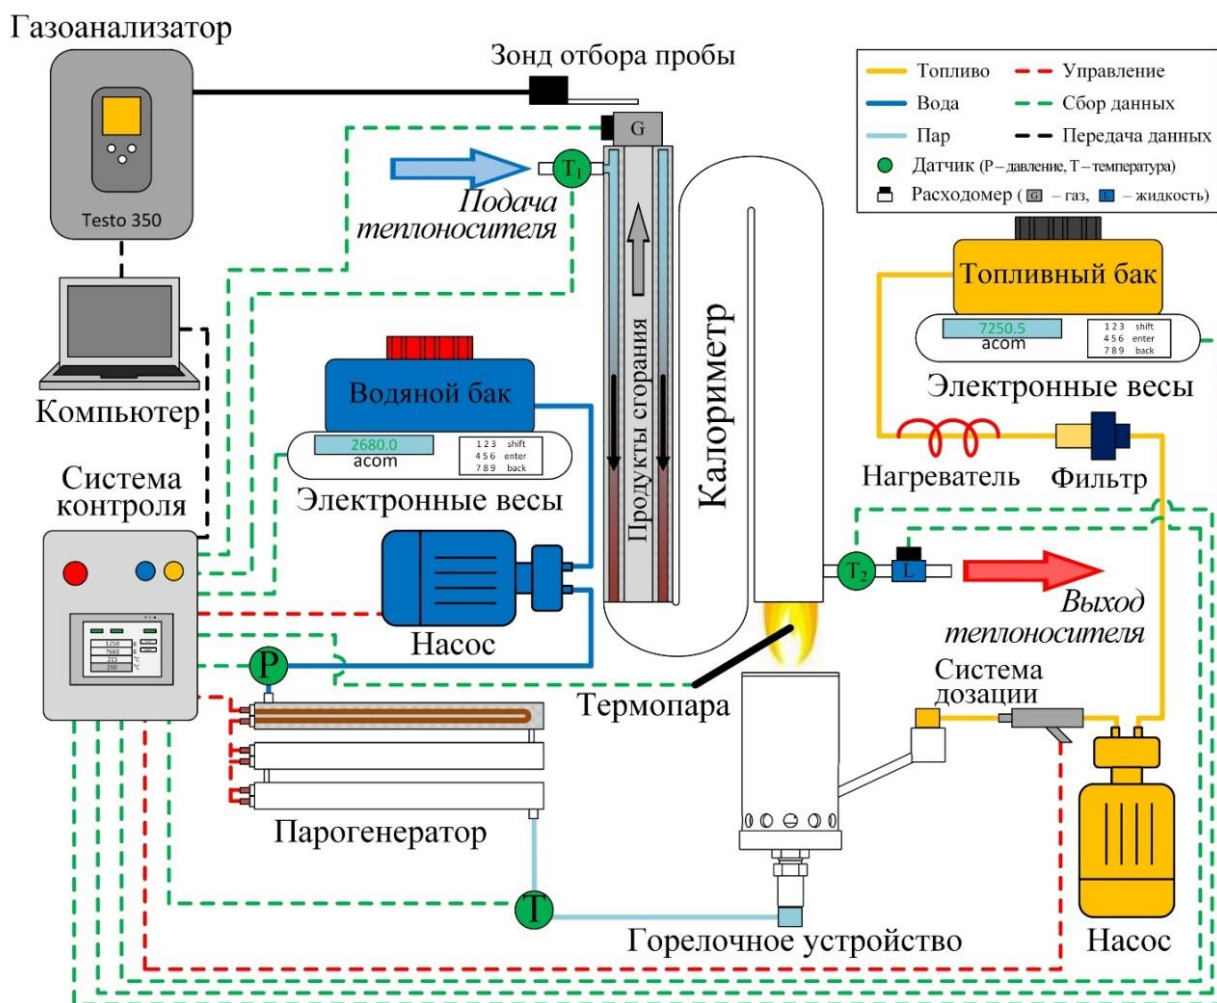 Газоанализатор
Зонд отбора пробы
Testo 350
G
T1
Подача
теплоносителя
Топливо
Управление
Вода
Сбор данных
Пар
Передача данных
Датчик (P – давление, T – температура)
Расходомер ( G – газ, L – жидкость)
Топливный бак
7250.5
acom
1 2 3 shift
4 5 6 enter
7 8 9 back
Электронные весы
Компьютер
Водяной бак
2680.0
acom
1 2 3 shift
4 5 6 enter
7 8 9 back
Электронные весы
Продукты сгорания
Калориметр
Нагреватель
Фильтр
Система
контроля
Насос
T2
L
Выход
теплоносителя
P
Термопара
Система
дозации
Парогенератор
T
Горелочное устройство
Насос